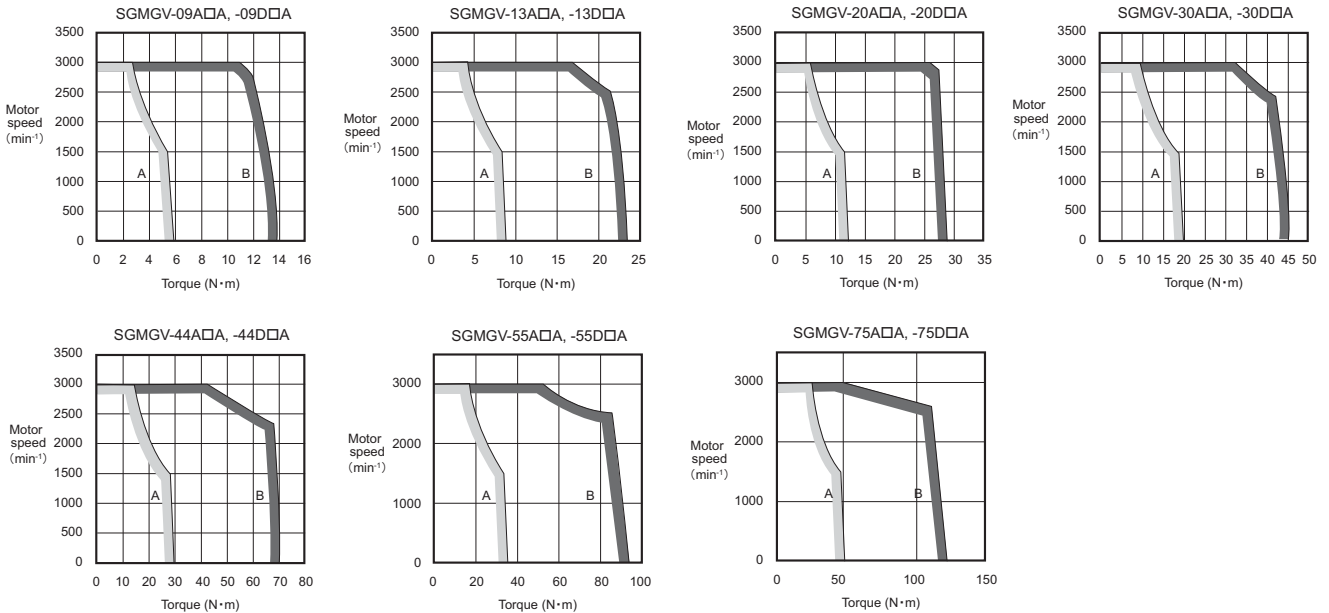 SGMGV-09A□A, -09D□A
3500
3000
2500
2000
1500
1000
500
0
Motor
speed
(min-1)
A
B
0 2 4 6 8 10 12 14 16
Torque (N•m)
SGMGV-13A□A, -13D□A
3500
3000
2500
2000
1500
1000
500
0
Motor
speed
(min-1)
A
B
0 5 10 15 20 25
Torque (N•m)
SGMGV-20A□A, -20D□A
3500
3000
2500
2000
1500
1000
500
0
Motor
speed
(min-1)
A
B
0 5 10 15 20 25 30 35
Torque (N•m)
SGMGV-30A□A, -30D□A
3500
3000
2500
2000
1500
1000
500
0
Motor
speed
(min-1)
A
B
0 5 10 15 20 25 30 35 40 45 50
Torque (N•m)
SGMGV-44A□A, -44D□A
3500
3000
2500
2000
1500
1000
500
0
Motor
speed
(min-1)
A
B
0 10 20 30 40 50 60 70 80
Torque (N•m)
SGMGV-55A□A, -55D□A
3000
2000
1000
0
Motor
speed
(min-1)
A
B
0 20 40 60 80 100
Torque (N•m)
SGMGV-75A□A, -75D□A
3000
2000
1000
0
Motor
speed
(min-1)
A
B
0 50 100 150
Torque (N•m)